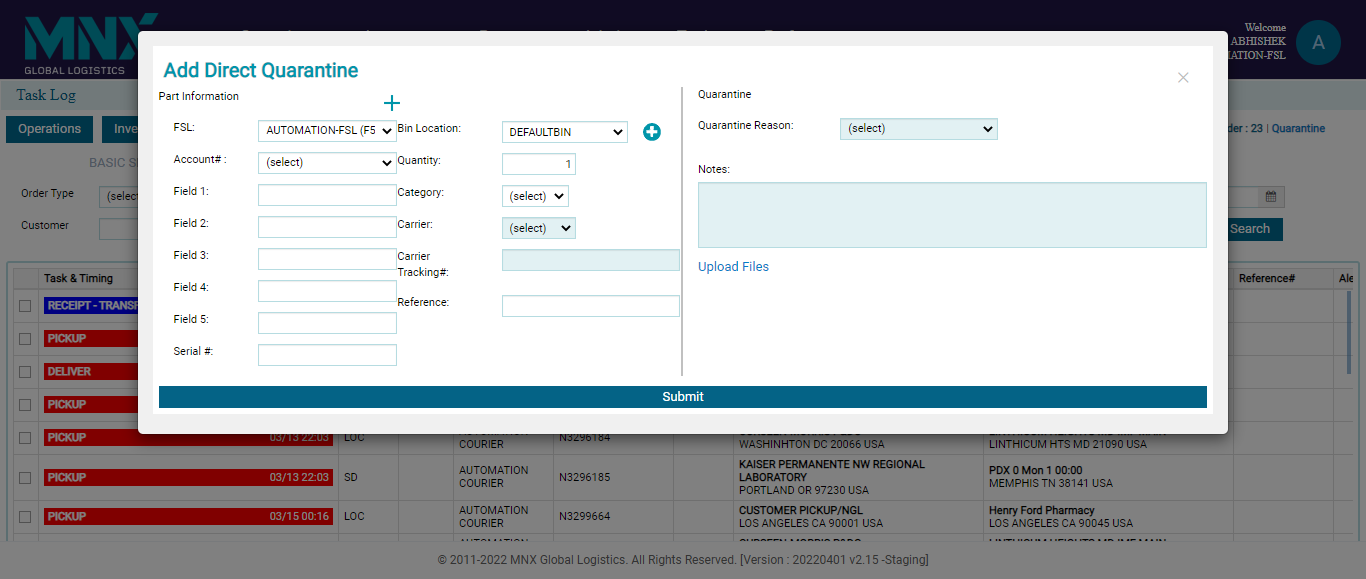 MNX
GLOBAL LOGISTICS
Welcome
ABHISHEK
A
Task Log
Operations
Quarantine
BASIC
Order Type
Customer
Search
Add Direct Quarantine
Part Information
FSL:
AUTOMATION-FSL (F5
Account# :
(select)
Field 1:
Field 2:
Field 3:
Field 4:
Field 5:
Serial #:
Bin Location:
DEFAULTBIN
Quantity:
1
Category:
(select)
Carrier:
(select)
Carrier
Tracking#:
Reference:
Quarantine
Quarantine Reason:
(select)
Notes:
Upload Files
Submit
Task & Timing
Reference#
RECEIPT - TRANSF
PICKUP
DELIVER
PICKUP
PICKUP 03/13 22:03 LOC COURIER N3296184 WASHINHTON DC 20066 USA LINTHICUM HTS MD 21090 USA
PICKUP 03/13 22:03 SD AUTOMATION COURIER N3296185 KAISER PERMANENTE NW REGIONAL LABORATORY PORTLAND OR 97230 USA PDX 0 Mon 1 00:00 MEMPHIS TN 38141 USA
PICKUP 03/15 00:16 LOC AUTOMATION COURIER N3299664 CUSTOMER PICKUP/NGL LOS ANGELES CA 90001 USA Henry Ford Pharmacy LOS ANGELES CA 90045 USA
© 2011-2022 MNX Global Logistics. All Rights Reserved. [Version : 20220401 v2.15 -Staging]